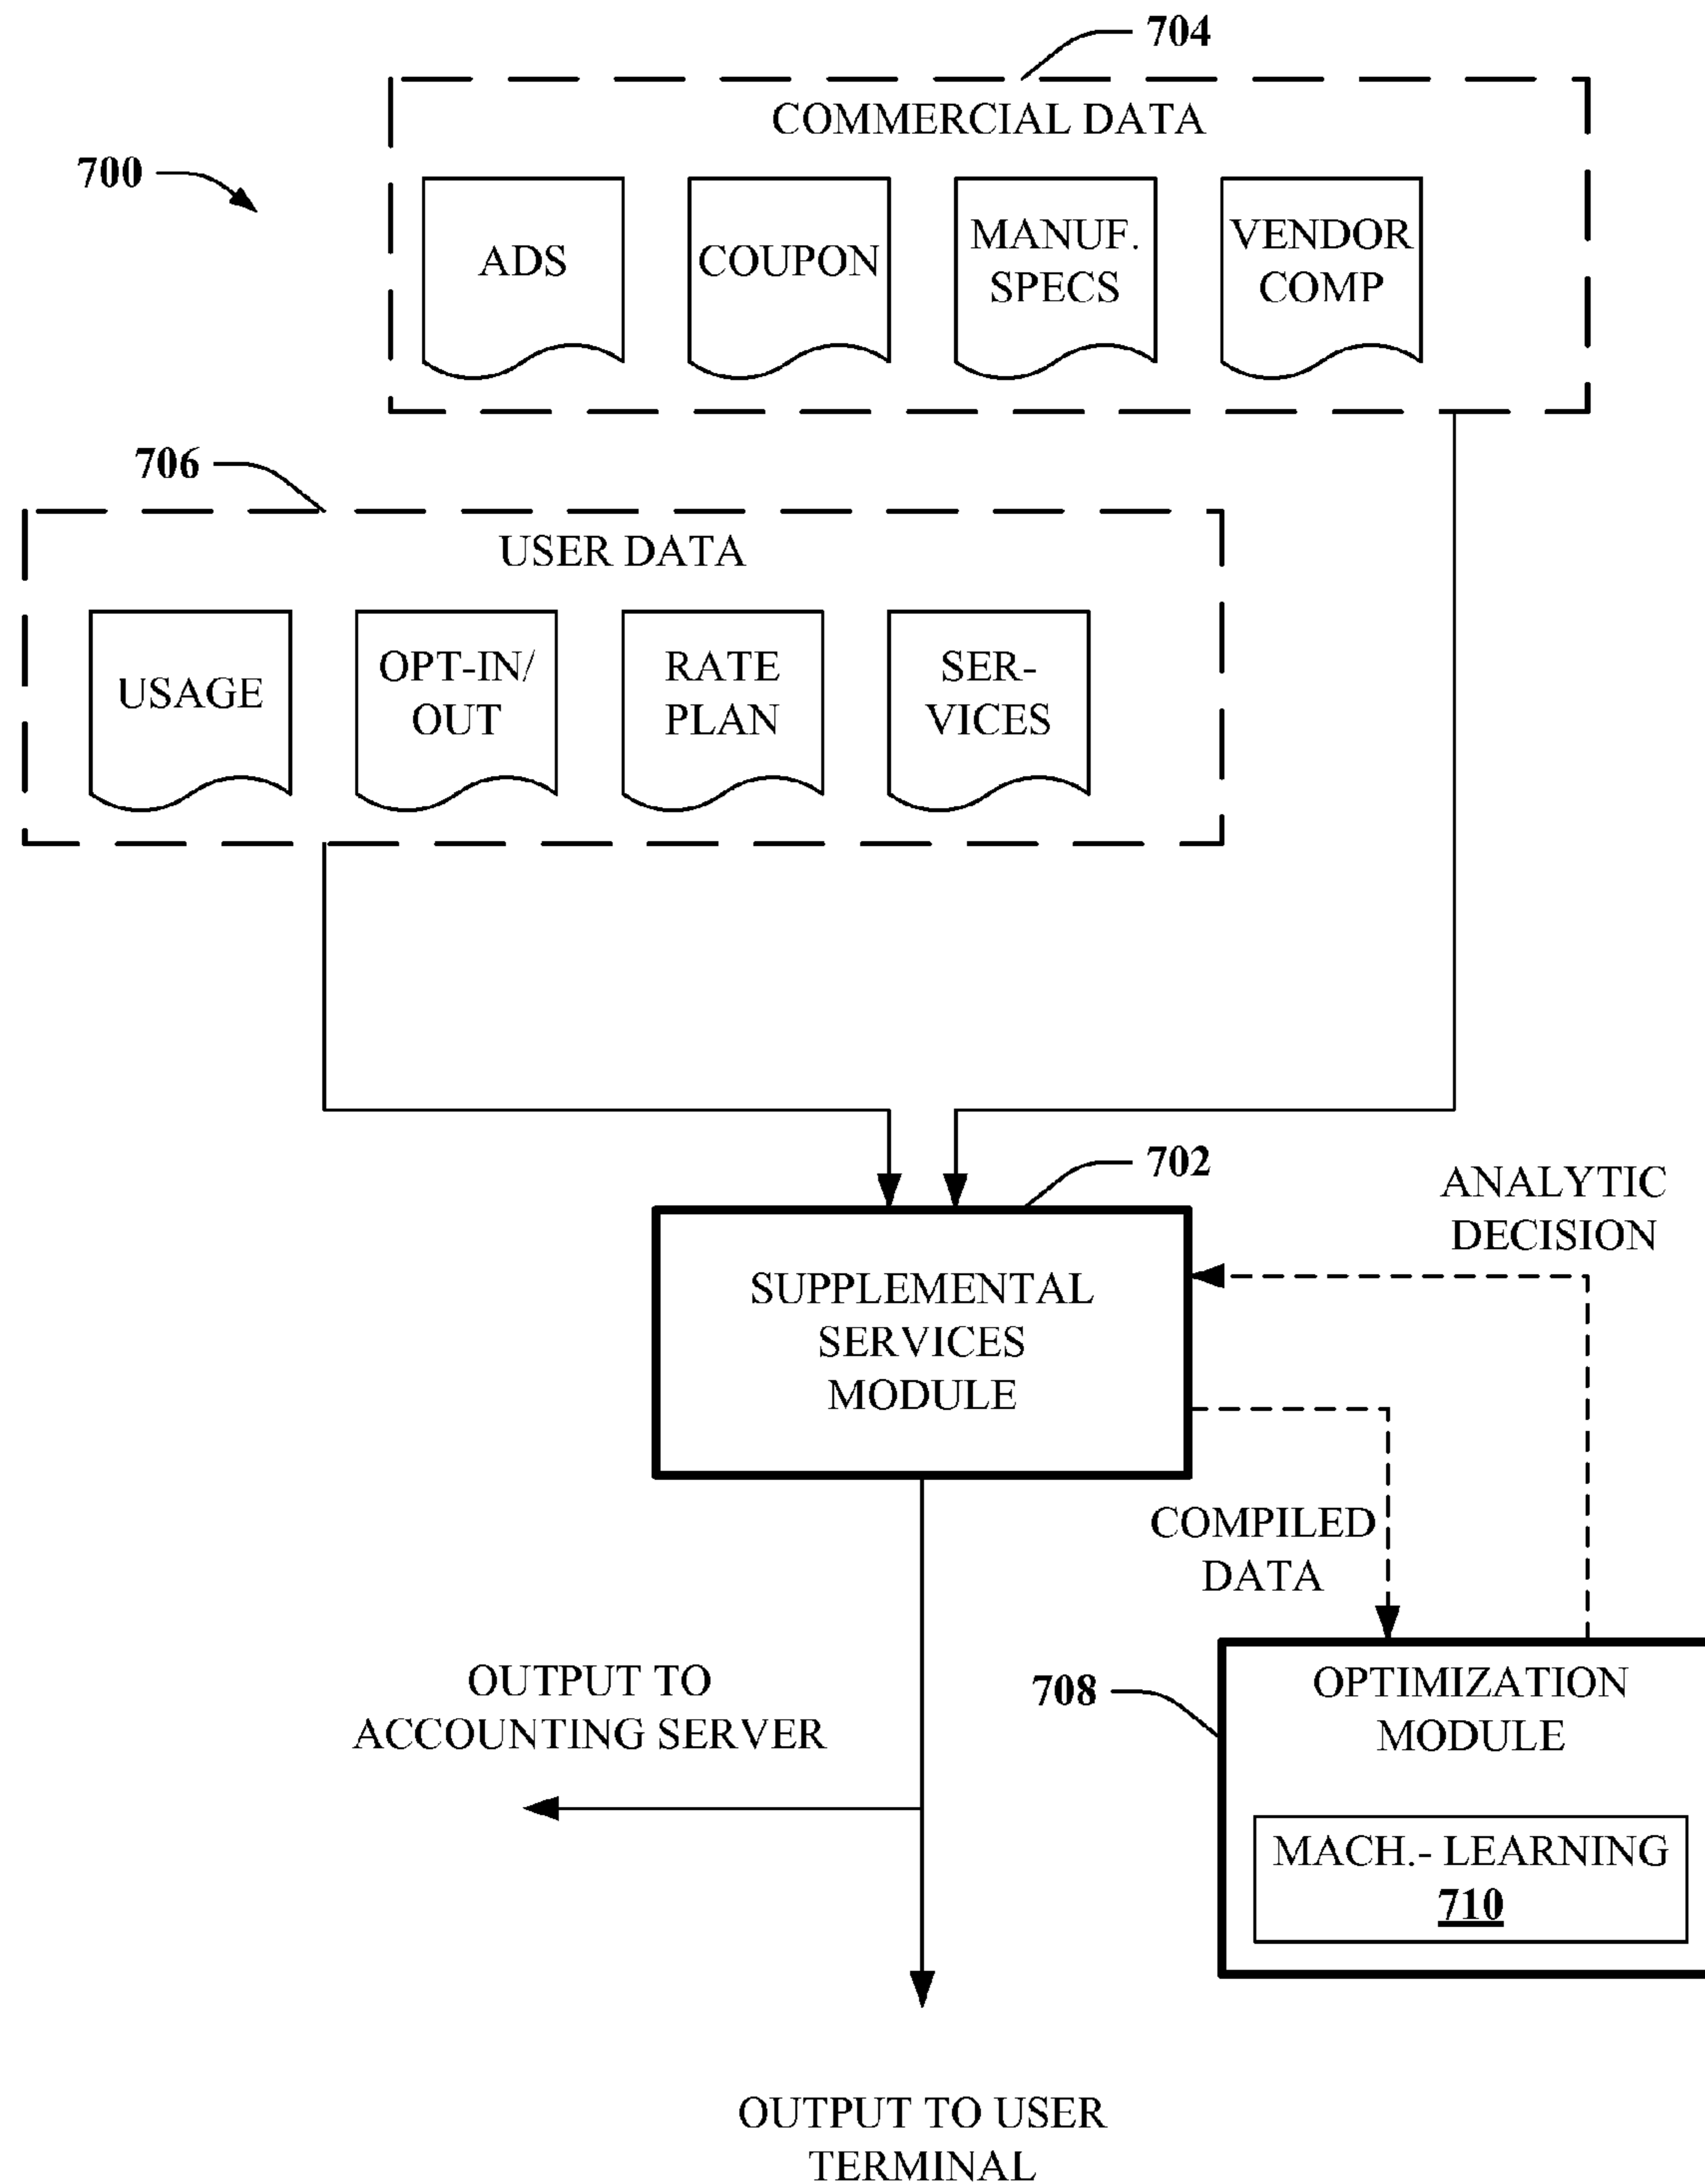 704
COMMERCIAL DATA
700
ADS
COUPON
MANUF.
SPECS
VENDOR
COMP
706
USER DATA
USAGE
OPT-IN/
OUT
RATE
PLAN
SER-
VICES
702
ANALYTIC
DECISION
SUPPLEMENTAL
SERVICES
MODULE
COMPILED
DATA
OUTPUT TO
ACCOUNTING SERVER
708
OPTIMIZATION
MODULE
MACH.- LEARNING
710
OUTPUT TO USER
TERMINAL